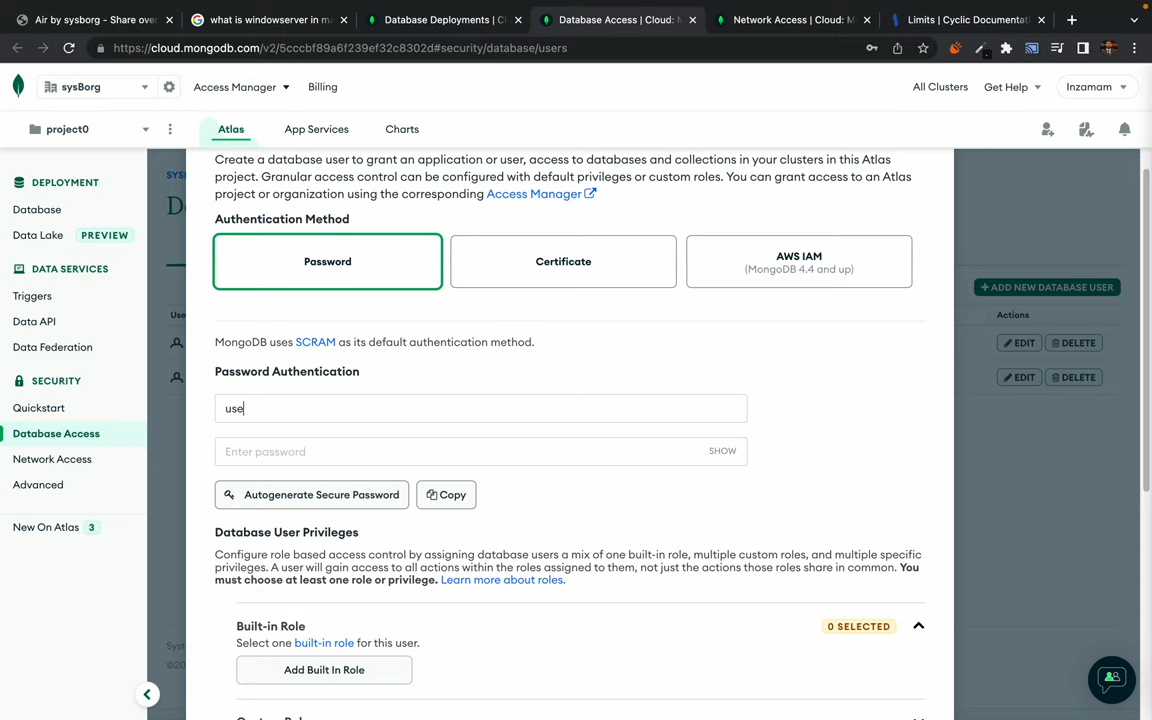 Air by sysborg - Share over
what is windowserver in m
Database Deployments | C
Database Access | Cloud: M
Network Access | Cloud: M
Limits | Cyclic Documentat
https://cloud.mongodb.com/v2/5cccbf89a6f239ef32c8302d#security/database/users
sysBorg
Access Manager
Billing
All Clusters
Get Help
Inzamam
project0
Atlas
App Services
Charts
DEPLOYMENT
Database
Data Lake PREVIEW
DATA SERVICES
Triggers
Data API
Data Federation
SECURITY
Quickstart
Database Access
Network Access
Advanced
New On Atlas 3
SYS
D
Use
Create a database user to grant an application or user, access to databases and collections in your clusters in this Atlas
project. Granular access control can be configured with default privileges or custom roles. You can grant access to an Atlas
project or organization using the corresponding Access Manager
Authentication Method
Password
Certificate
AWS IAM
(MongoDB 4.4 and up)
MongoDB uses SCRAM as its default authentication method.
Password Authentication
use
Enter password
SHOW
Autogenerate Secure Password
Copy
Database User Privileges
Configure role based access control by assigning database users a mix of one built-in role, multiple custom roles, and multiple specific
privileges. A user will gain access to all actions within the roles assigned to them, not just the actions those roles share in common. You
must choose at least one role or privilege. Learn more about roles.
Built-in Role
0 SELECTED
Select one built-in role for this user.
Add Built In Role
+ ADD NEW DATABASE USER
Actions
EDIT
DELETE
EDIT
DELETE
Syst
©20